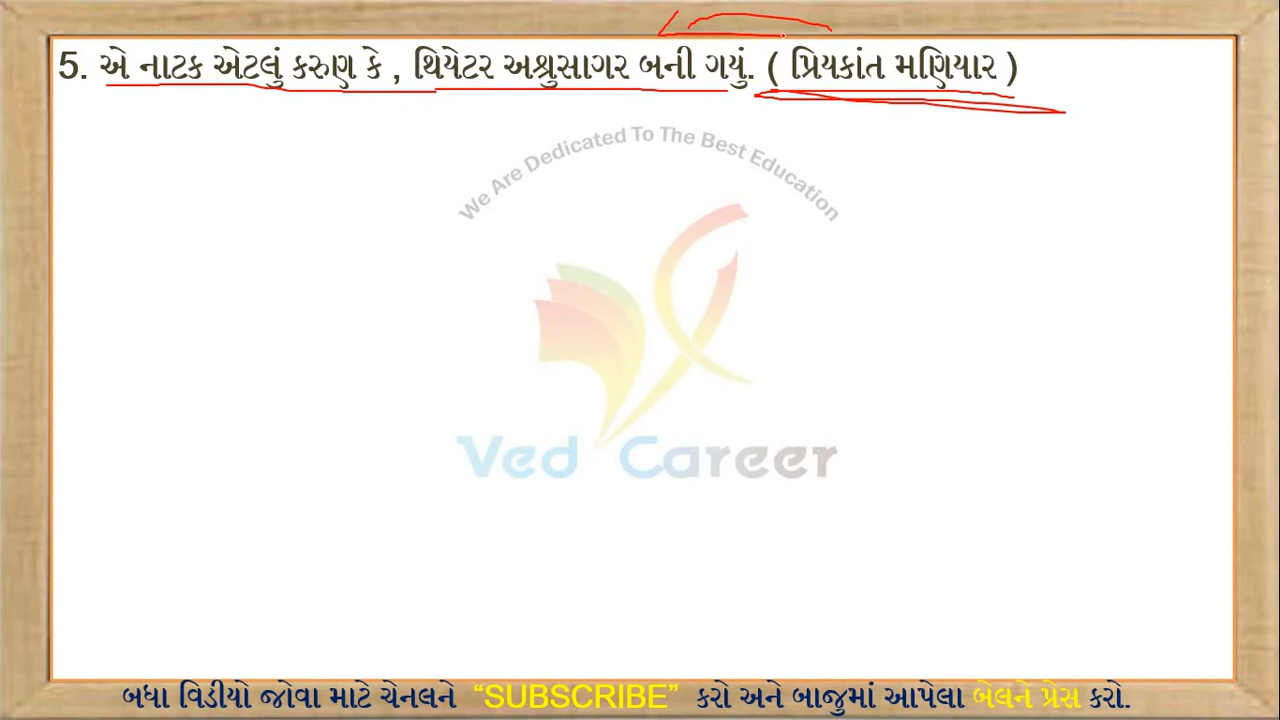 5. એ નાટક એટલું કરુણ કે , થિયેટર અશ્રુસાગર બની ગયું. ( પ્રિયકાંત મણિયાર )
We Are Dedicated To The Best Education
Ved Career
બધા વિડીયો જોવા માટે ચેનલને “SUBSCRIBE” કરો અને બાજુમાં આપેલા બેલને પ્રેસ કરો.